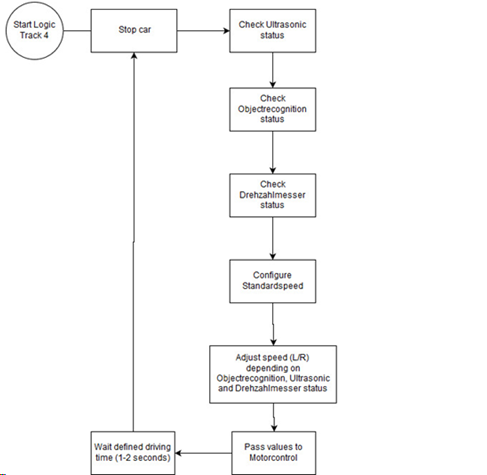 Start Logic
Track 4
Stop car
Check Ultrasonic
status
Check
Objectrecognition
status
Check
Drehzahlmesser
status
Configure
Standardspeed
Adjust speed (L/R)
depending on
Objectrecognition, Ultrasonic
and Drehzahlmesser status
Pass values to
Motorcontrol
Wait defined driving
time (1-2 seconds)